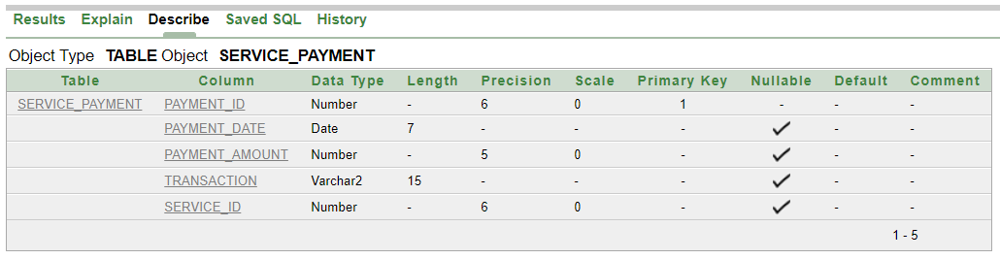 Results Explain Describe Saved SQL History
Object Type TABLE Object SERVICE_PAYMENT
Table Column Data Type Length Precision Scale Primary Key Nullable Default Comment
SERVICE_PAYMENT PAYMENT_ID Number - 6 0 1 - - -
PAYMENT_DATE Date 7 - - - ✓ - -
PAYMENT_AMOUNT Number - 5 0 - ✓ - -
TRANSACTION Varchar2 15 - - - ✓ - -
SERVICE_ID Number - 6 0 - ✓ - -
1 - 5